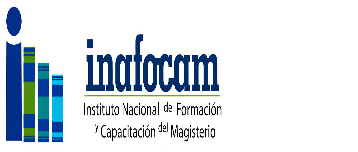 inafocam
Instituto Nacional de Formación
y Capacitación del Magisterio